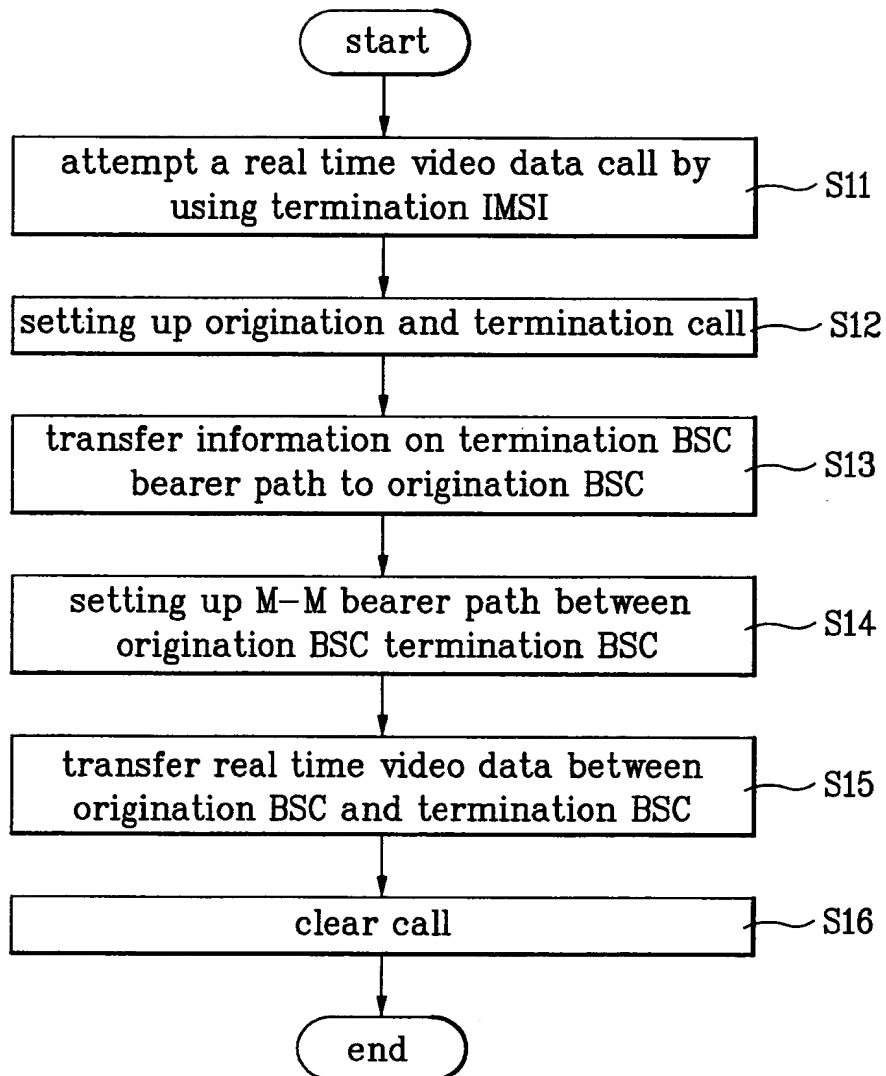 start
attempt a real time video data call by
using termination IMSI
S11
setting up origination and termination call
S12
transfer information on termination BSC
bearer path to origination BSC
S13
setting up M-M bearer path between
origination BSC termination BSC
S14
transfer real time video data between
origination BSC and termination BSC
S15
clear call
S16
end